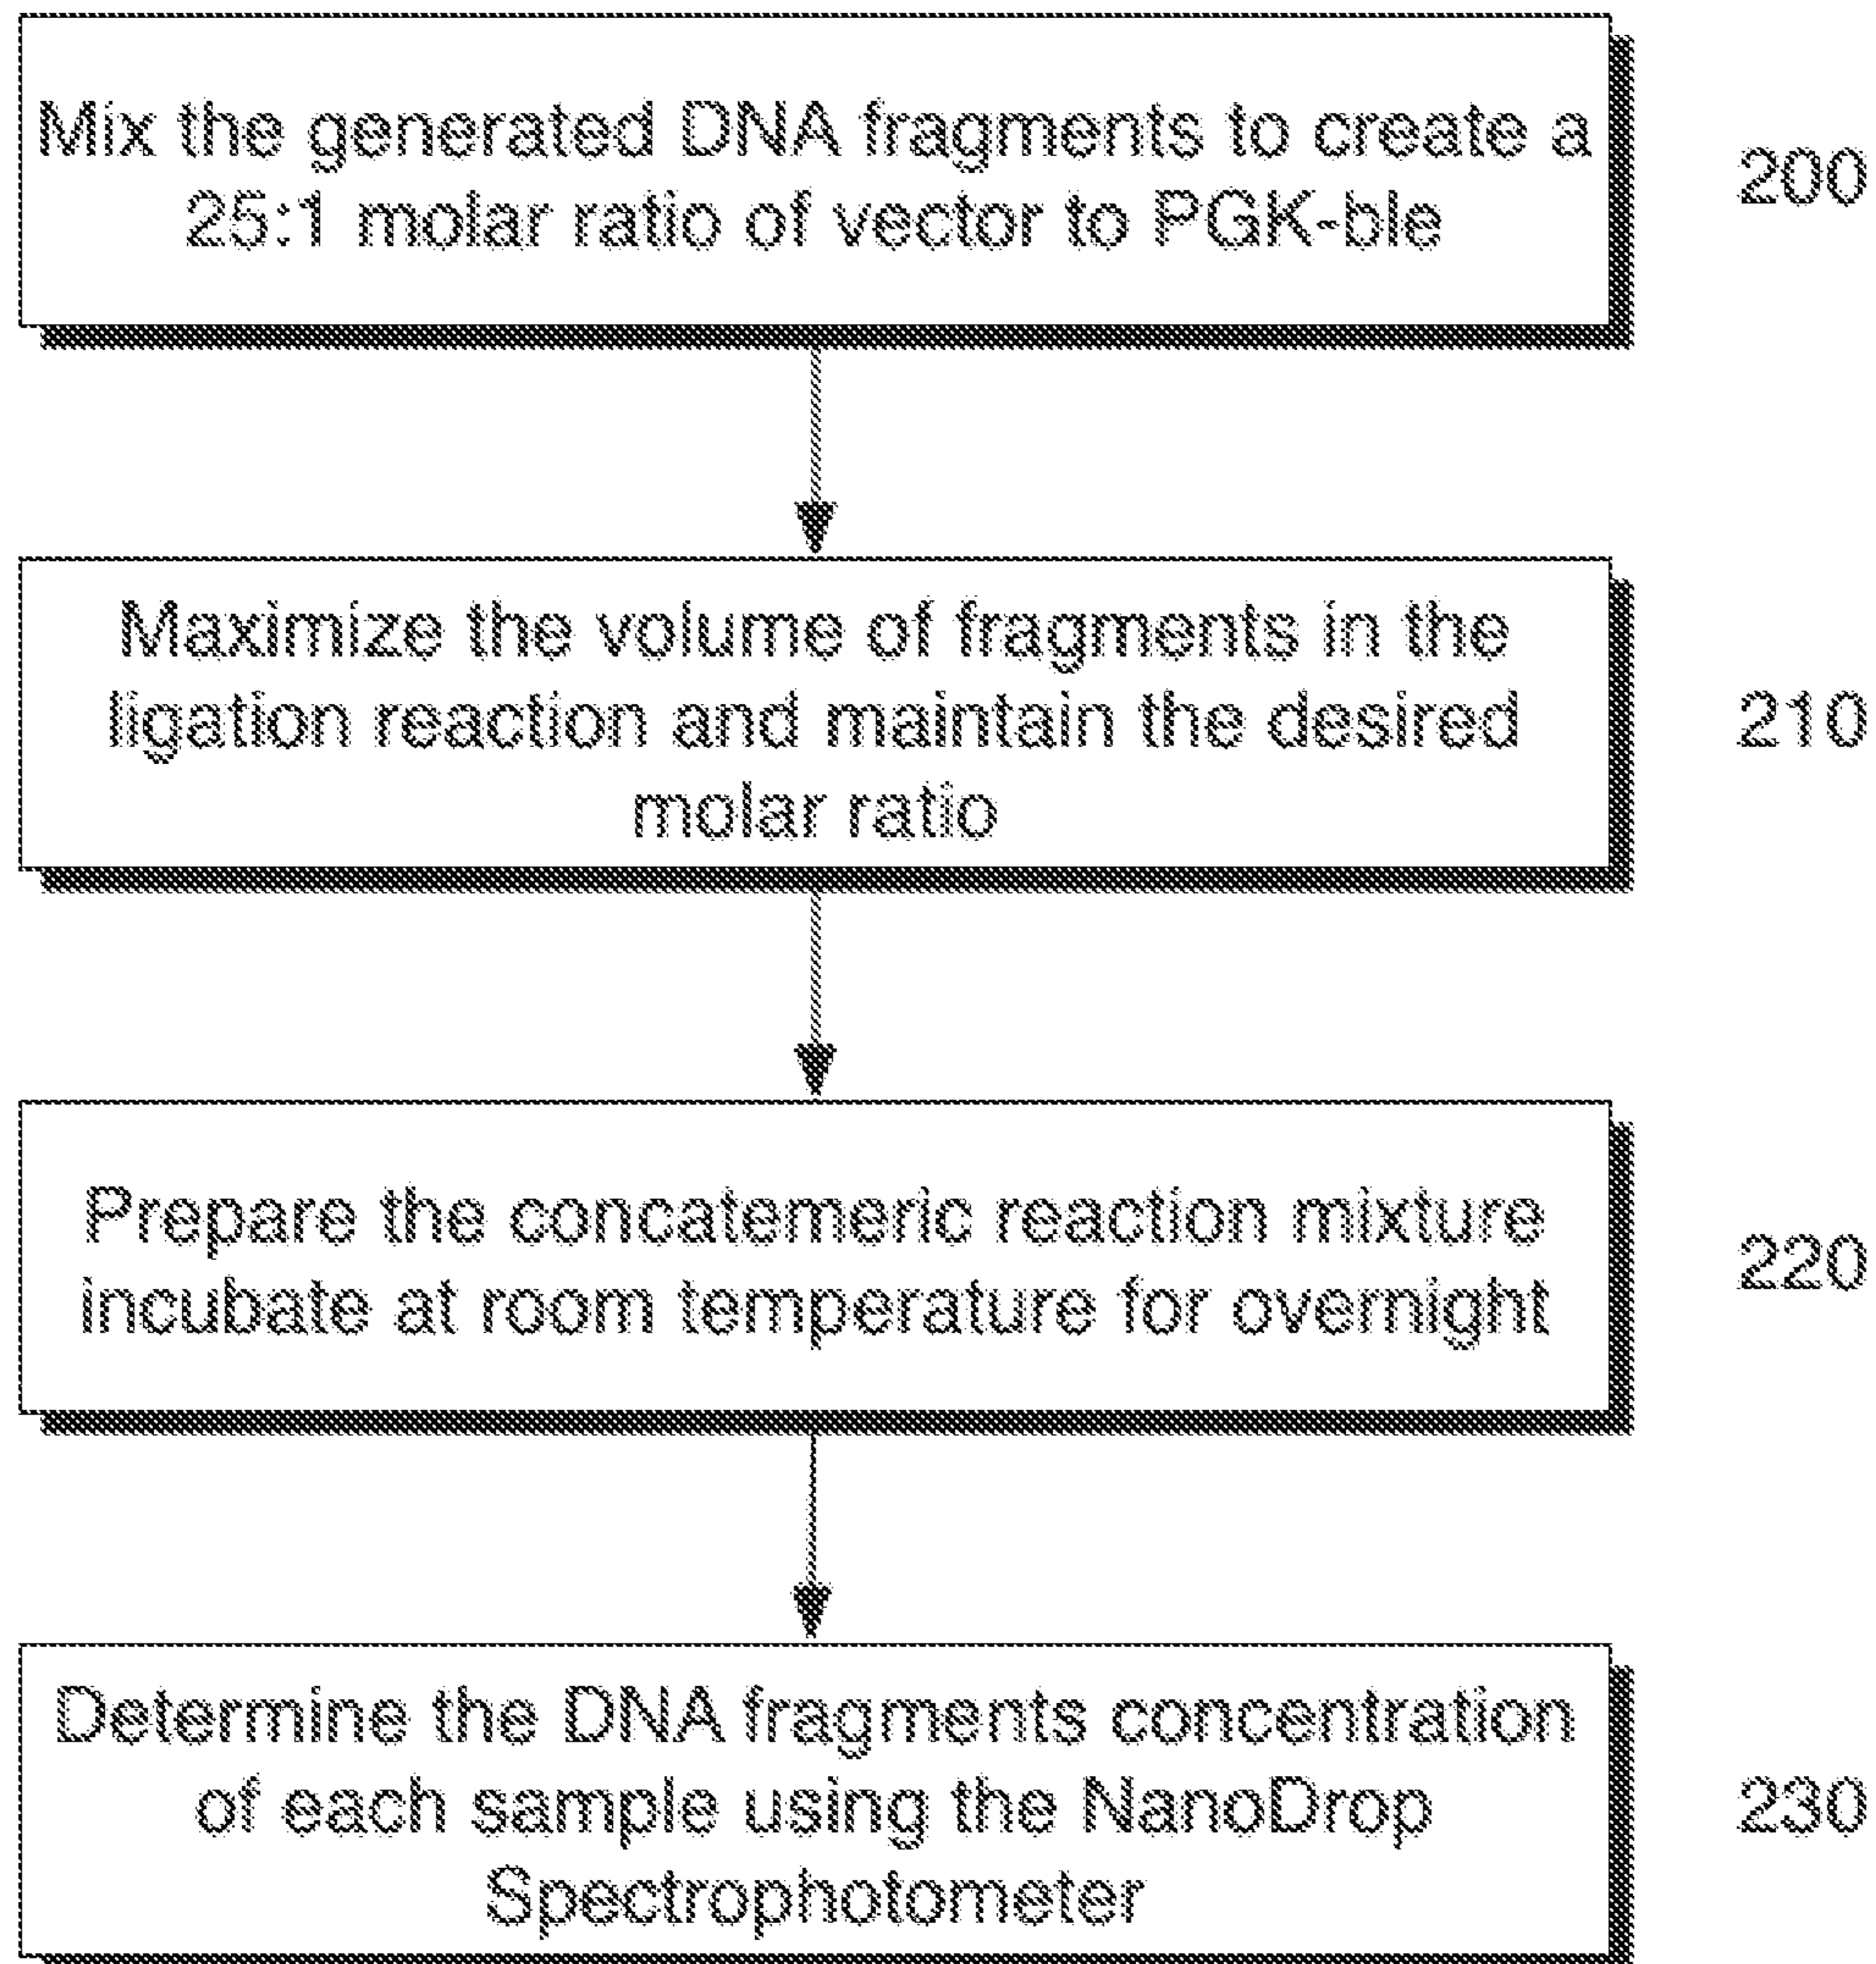 Mix the generated DNA fragments to create a
25:1 molar ratio of vector to PGK-ble
200
Maximize the volume of fragments in the
ligation reaction and maintain the desired
molar ratio
210
Prepare the concatemeric reaction mixture
incubate at room temperature for overnight
220
Determine the DNA fragments concentration
of each sample using the NanoDrop
Spectrophotometer
230